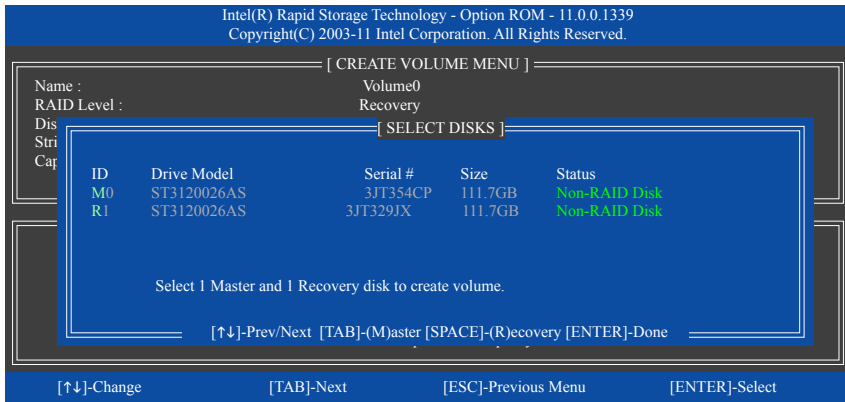 Intel(R) Rapid Storage Technology - Option ROM - 11.0.0.1339
Copyright(C) 2003-11 Intel Corporation. All Rights Reserved.
[ CREATE VOLUME MENU ]
Name : Volume0
RAID Level : Recovery
Dis
Stri
Cap
[ SELECT DISKS ]
ID Drive Model Serial # Size Status
M0 ST3120026AS 3JT354CP 111.7GB Non-RAID Disk
R1 ST3120026AS 3JT329JX 111.7GB Non-RAID Disk
Select 1 Master and 1 Recovery disk to create volume.
[↑↓]-Prev/Next [TAB]-(M)aster [SPACE]-(R)ecovery [ENTER]-Done
[↑↓]-Change [TAB]-Next [ESC]-Previous Menu [ENTER]-Select